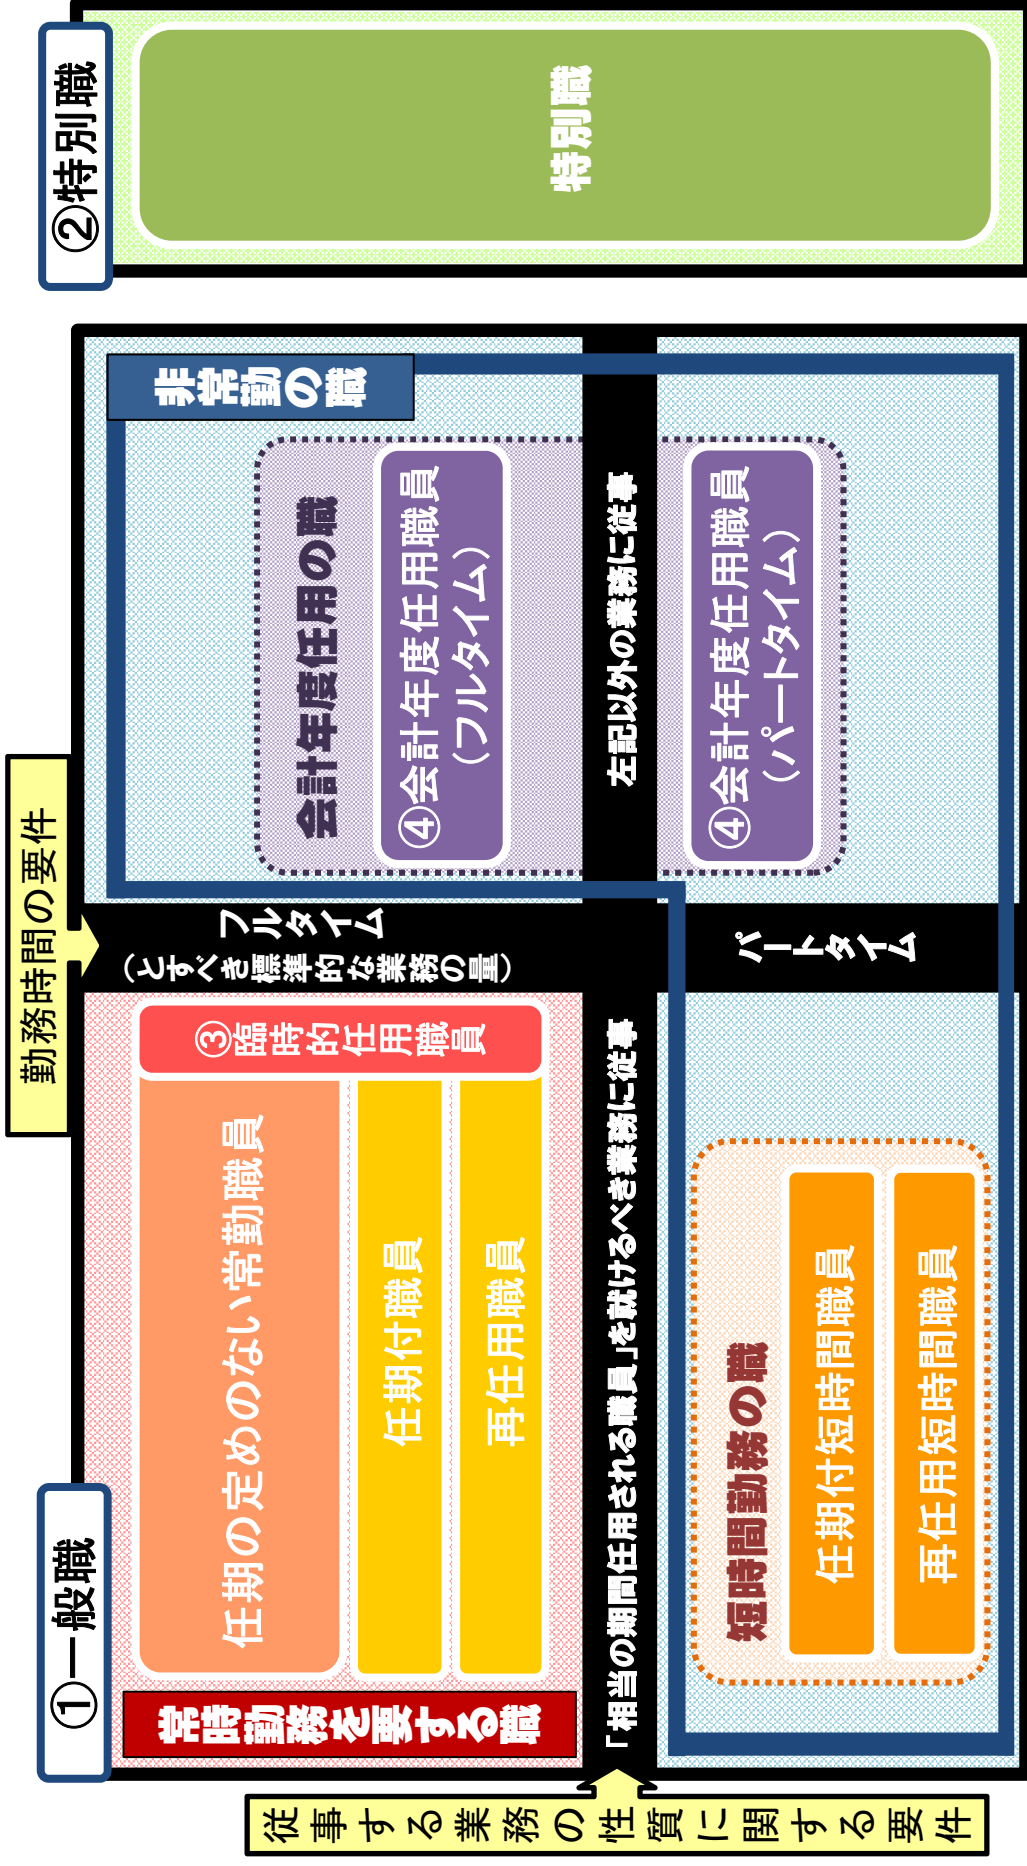 ①一般職
従事する業務の性質に関する要件
勤務時間の要件
常時勤務を要する職
任期の定めのない常勤職員
任期付職員
再任用職員
③臨時的任用職員
フルタイム
(とすべき標準的な業務の量)
パートタイム
「相当の期間任用される職員」を就けるべき業務に従事
左記以外の業務に従事
非常勤の職
会計年度任用の職
④会計年度任用職員
(フルタイム)
④会計年度任用職員
(パートタイム)
短時間勤務の職
任期付短時間職員
再任用短時間職員
②特別職
特別職